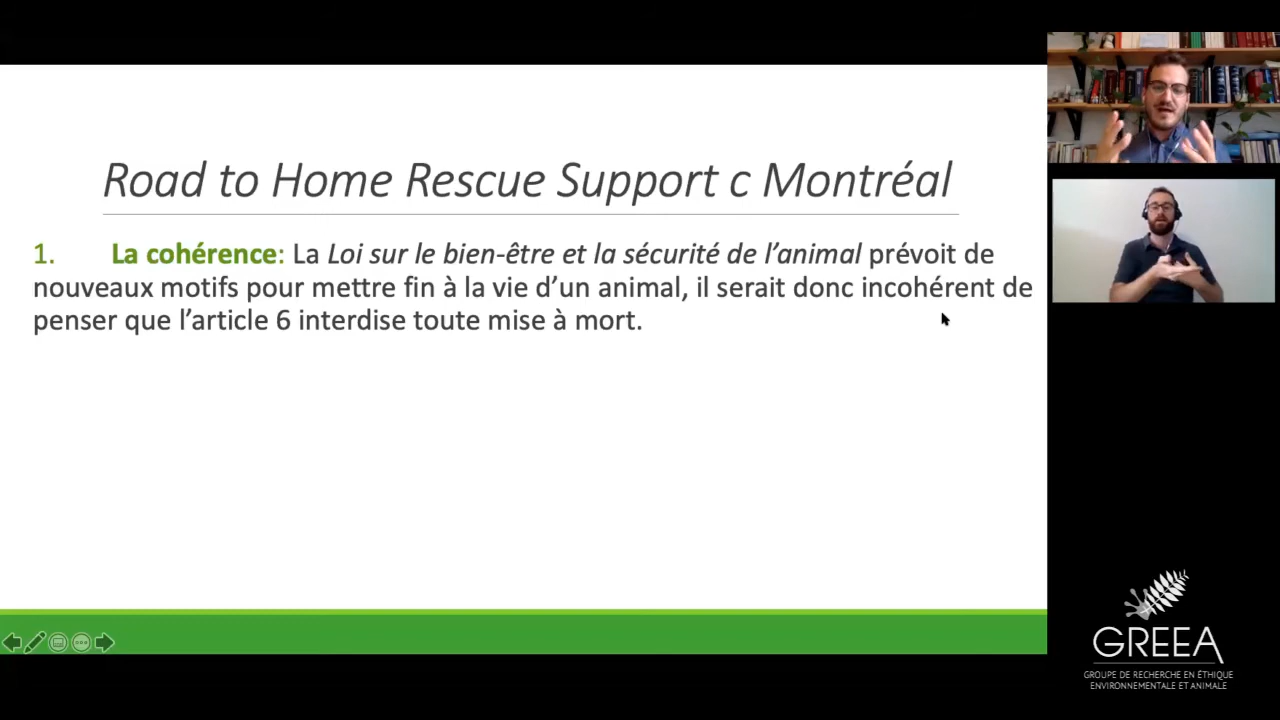 Road to Home Rescue Support c Montréal
1. La cohérence: La Loi sur le bien-être et la sécurité de l’animal prévoit de
nouveaux motifs pour mettre fin à la vie d’un animal, il serait donc incohérent de
penser que l’article 6 interdise toute mise à mort.
GREEA
GROUPE DE RECHERCHE EN ÉTHIQUE
ENVIRONNEMENTALE ET ANIMALE